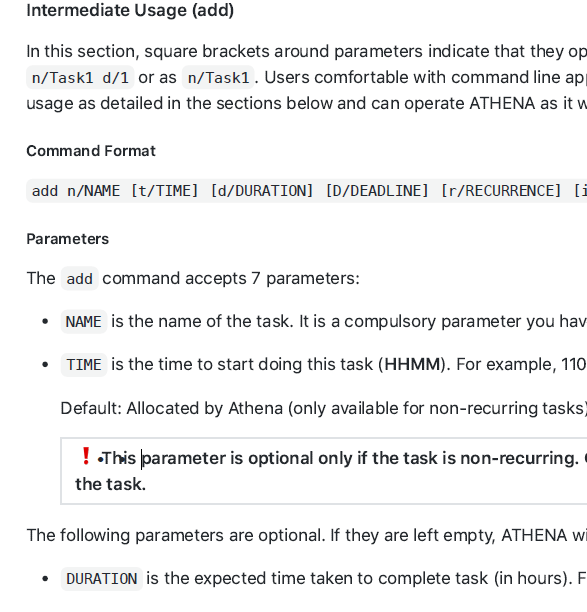 Intermediate Usage (add)
In this section, square brackets around parameters indicate that they op
n/Task1 d/1 or as n/Task1. Users comfortable with command line ap
usage as detailed in the sections below and can operate ATHENA as it w
Command Format
add n/NAME [t/TIME] [d/DURATION] [D/DEADLINE] [r/RECURRENCE] [i
Parameters
The add command accepts 7 parameters:
• NAME is the name of the task. It is a compulsory parameter you hav
• TIME is the time to start doing this task (HHMM). For example, 110
Default: Allocated by Athena (only available for non-recurring tasks)
❗ This parameter is optional only if the task is non-recurring.
the task.
The following parameters are optional. If they are left empty, ATHENA wi
• DURATION is the expected time taken to complete task (in hours). F